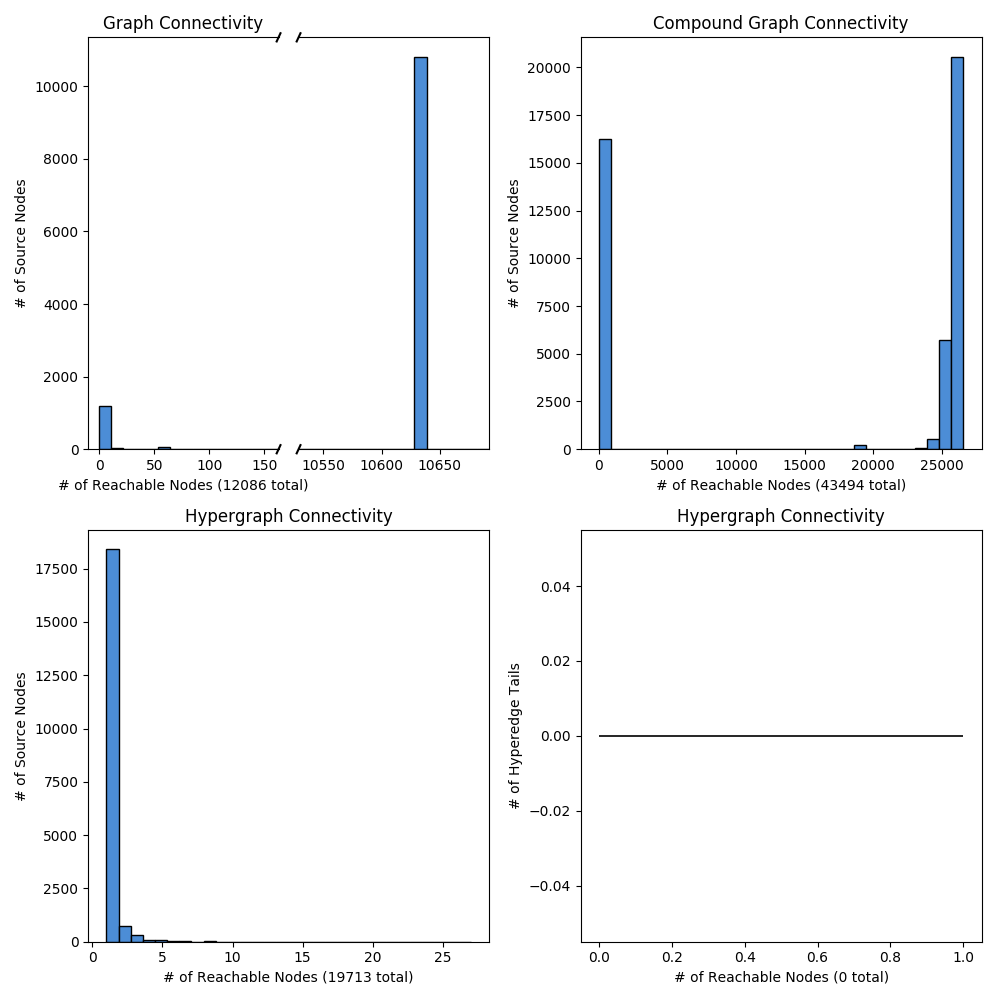 Graph Connectivity
# of Source Nodes
10000
8000
6000
4000
2000
0
0 50 100 150 10550 10600 10650
# of Reachable Nodes (12086 total)
Compound Graph Connectivity
# of Source Nodes
20000
17500
15000
12500
10000
7500
5000
2500
0
0 5000 10000 15000 20000 25000
# of Reachable Nodes (43494 total)
Hypergraph Connectivity
# of Source Nodes
17500
15000
12500
10000
7500
5000
2500
0
0 5 10 15 20 25
# of Reachable Nodes (19713 total)
Hypergraph Connectivity
# of Hyperedge Tails
0.04
0.02
0.00
−0.02
−0.04
0.0 0.2 0.4 0.6 0.8 1.0
# of Reachable Nodes (0 total)